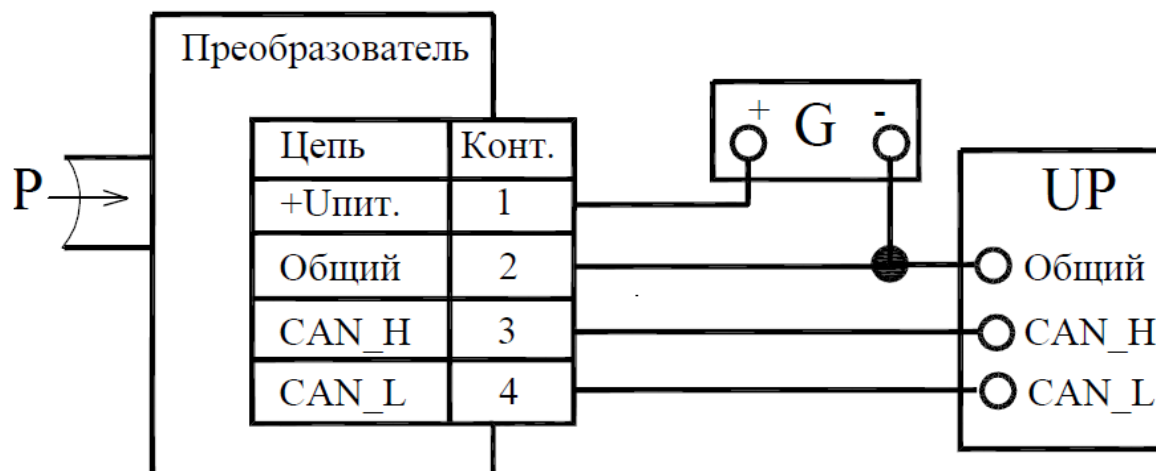 Преобразователь
Цепь Конт.
+Uпит. 1
Общий 2
CAN_H 3
CAN_L 4
P
+ G -
UP
Общий
CAN_H
CAN_L